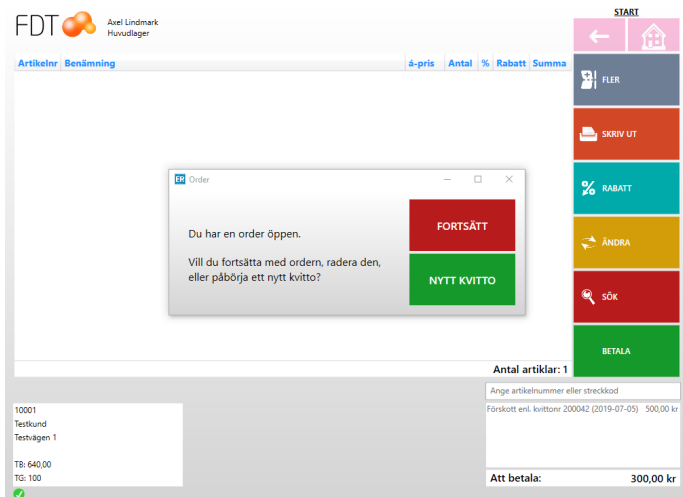 START
FDT
Axel Lindmark
Huvudlager
Artikelnr Benämning á-pris Antal % Rabatt Summa
FLER
SKRIV UT
RABATT
ÄNDRA
SÖK
BETALA
ER Order
Du har en order öppen.
Vill du fortsätta med ordern, radera den,
eller påbörja ett nytt kvitto?
FORTSÄTT
NYTT KVITTO
Antal artiklar: 1
Ange artikelnummer eller streckkod
10001
Testkund
Testvägen 1
TB: 640,00
TG: 100
Förskott enl. kvittonr 200042 (2019-07-05) 500,00 kr
Att betala: 300,00 kr